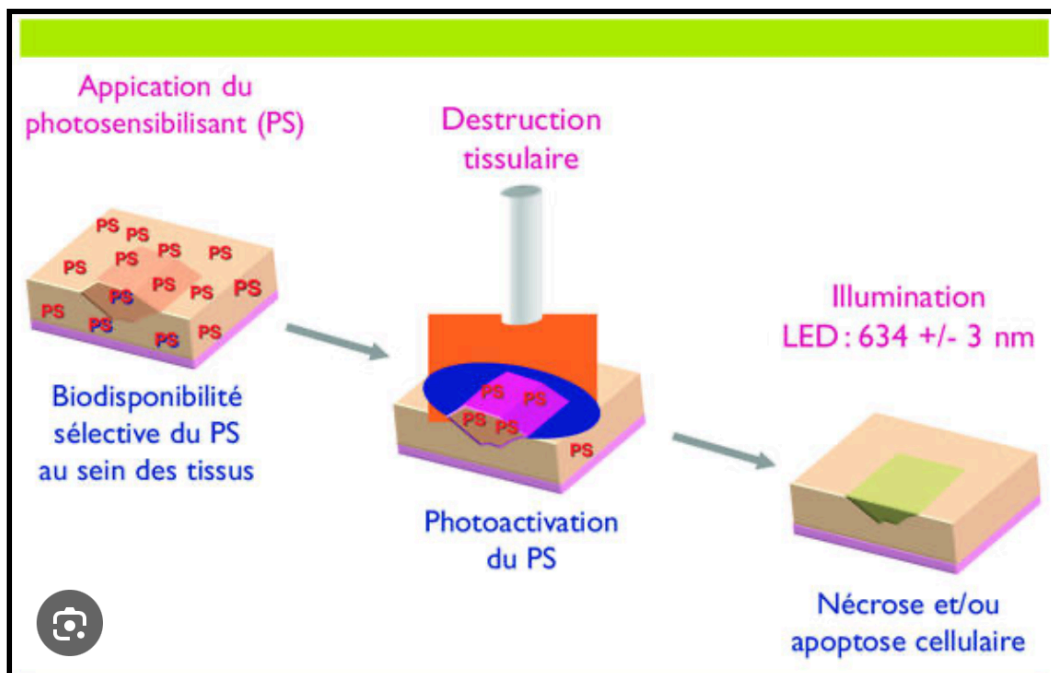 Appication du
photosensibilisant (PS)
PS
PS
PS
PS
PS
PS
PS
PS
PS
PS
PS
PS
PS
PS
Biodisponibilité
sélective du PS
au sein des tissus
Destruction
tissulaire
PS
PS
PS
PS
PS
Photoactivation
du PS
Illumination
LED : 634 +/- 3 nm
Nécrose et/ou
apoptose cellulaire